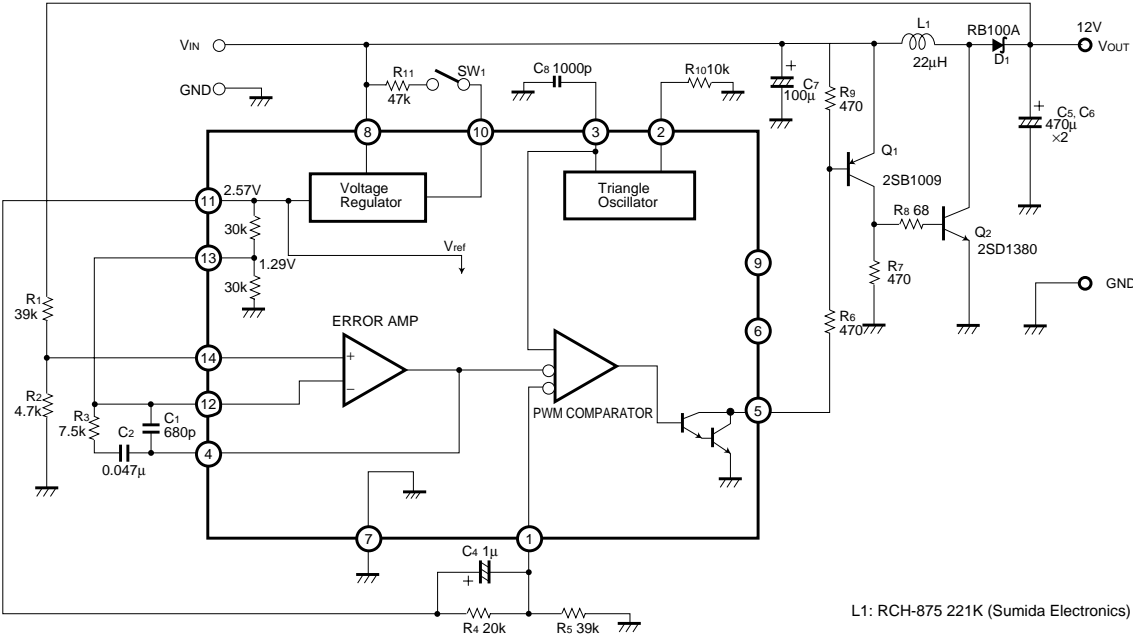 L1
RB100A
12V
VIN
VOUT
22µH
D1
GND
R11
47k
SW1
C8 1000p
R10 10k
C7
100µ
R9
470
C5, C6
470µ
×2
8
10
3
2
Q1
2SB1009
2.57V
11
Voltage
Regulator
Triangle
Oscillator
30k
Vref
R8 68
Q2
2SD1380
13
1.29V
9
R7
470
30k
GND
R1
39k
ERROR AMP
R6
470
6
14
+
−
R2
4.7k
12
R3
7.5k
C1
680p
C2
0.047µ
4
PWM COMPARATOR
5
7
1
C4 1µ
+
R4 20k
R5 39k
L1: RCH-875 221K (Sumida Electronics)